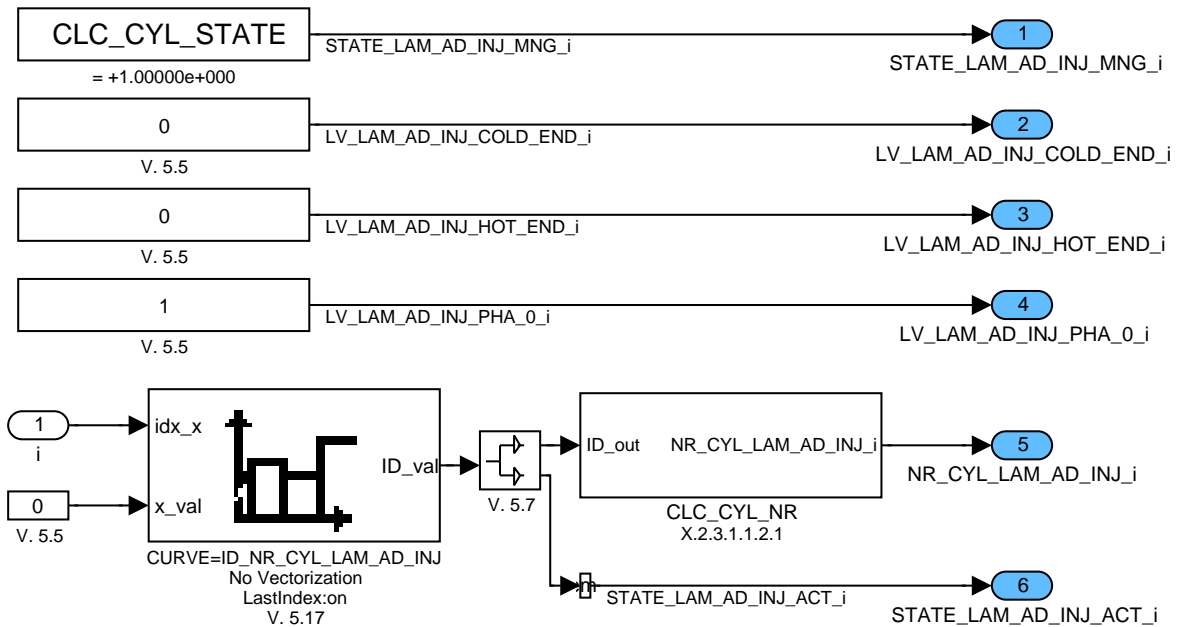 CLC_CYL_STATE
= +1.00000e+000
STATE_LAM_AD_INJ_MNG_i
1
STATE_LAM_AD_INJ_MNG_i
0
V. 5.5
LV_LAM_AD_INJ_COLD_END_i
2
LV_LAM_AD_INJ_COLD_END_i
0
V. 5.5
LV_LAM_AD_INJ_HOT_END_i
3
LV_LAM_AD_INJ_HOT_END_i
1
V. 5.5
LV_LAM_AD_INJ_PHA_0_i
4
LV_LAM_AD_INJ_PHA_0_i
1
i
0
V. 5.5
idx_x
x_val
ID_val
CURVE=ID_NR_CYL_LAM_AD_INJ
No Vectorization
LastIndex:on
V. 5.17
V. 5.7
ID_out
NR_CYL_LAM_AD_INJ_i
CLC_CYL_NR
X.2.3.1.1.2.1
5
NR_CYL_LAM_AD_INJ_i
STATE_LAM_AD_INJ_ACT_i
6
STATE_LAM_AD_INJ_ACT_i